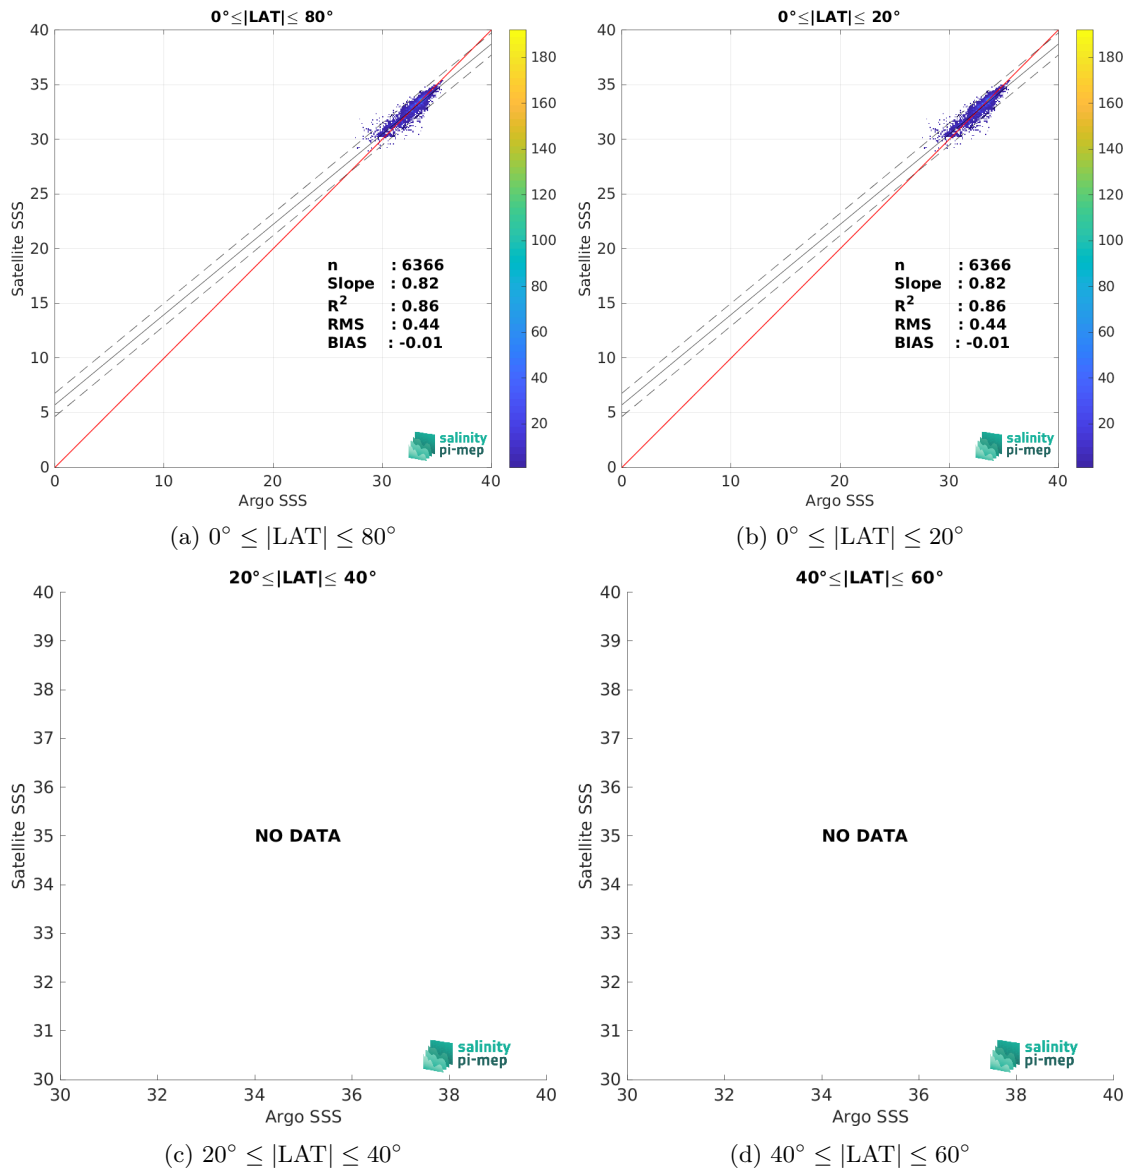 0°≤|LAT|≤ 80°
40
35
30
25
20
15
10
5
0
Satellite SSS
n : 6366
Slope : 0.82
R² : 0.86
RMS : 0.44
BIAS : -0.01
salinity
pi-mep
0 10 20 30 40
Argo SSS
180
160
140
120
100
80
60
40
20
(a) 0° ≤ |LAT| ≤ 80°
0°≤|LAT|≤ 20°
40
35
30
25
20
15
10
5
0
Satellite SSS
n : 6366
Slope : 0.82
R² : 0.86
RMS : 0.44
BIAS : -0.01
salinity
pi-mep
0 10 20 30 40
Argo SSS
180
160
140
120
100
80
60
40
20
(b) 0° ≤ |LAT| ≤ 20°
20°≤|LAT|≤ 40°
40
39
38
37
36
35
34
33
32
31
30
Satellite SSS
NO DATA
salinity
pi-mep
30 32 34 36 38 40
Argo SSS
(c) 20° ≤ |LAT| ≤ 40°
40°≤|LAT|≤ 60°
40
39
38
37
36
35
34
33
32
31
30
Satellite SSS
NO DATA
salinity
pi-mep
30 32 34 36 38 40
Argo SSS
(d) 40° ≤ |LAT| ≤ 60°